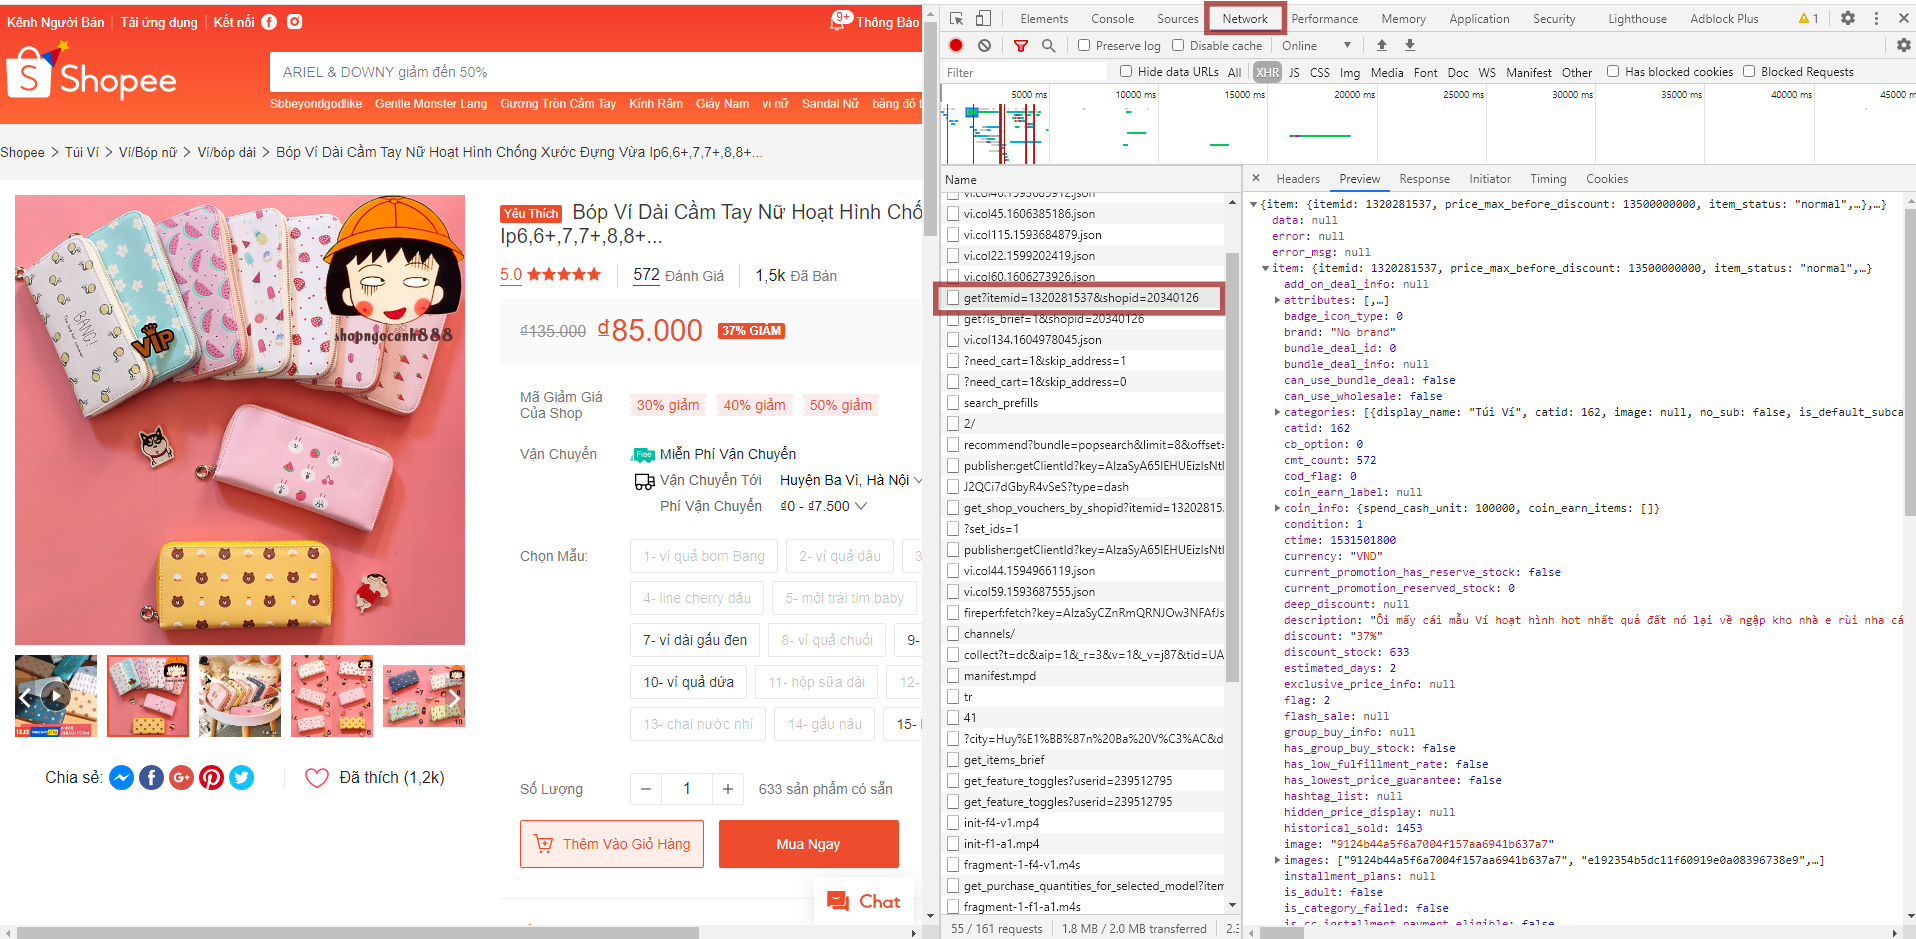 Kênh Người Bán
Tải ứng dụng
Kết nối
9+
Thông Báo
Shopee
ARIEL & DOWNY giảm đến 50%
Sbbeyondgodlike Gentle Monster Lang Gương Tròn Cầm Tay Kính Râm Giày Nam ví nữ Sandal Nữ băng đô t
Shopee > Túi Ví > Ví/Bóp nữ > Ví/bóp dài > Bóp Ví Dài Cầm Tay Nữ Hoạt Hình Chống Xước Đựng Vừa Ip6,6+,7,7+,8,8+...
BANG!
VIP
shopngocanh888
Yêu Thích Bóp Ví Dài Cầm Tay Nữ Hoạt Hình Chố
Ip6,6+,7,7+,8,8+...
5.0
572 Đánh Giá
1,5k Đã Bán
₫135.000 ₫85.000 37% GIẢM
Mã Giảm Giá
Của Shop
30% giảm 40% giảm 50% giảm
Vận Chuyển
Free Miễn Phí Vận Chuyển
Vận Chuyển Tới Huyện Ba Vì, Hà Nội
Phí Vận Chuyển ₫0 - ₫7.500
Chọn Mẫu:
1- ví quả bom Bang 2- ví quả dâu 3
4- line cherry dâu 5- môi trái tim baby
7- ví dài gấu đen 8- ví quả chuối 9-
10- ví quả dứa 11- hộp sữa dài 12-
13- chai nước nhí 14- gấu nâu 15-
Chia sẻ:
Đã thích (1,2k)
Số Lượng
− 1 +
633 sản phẩm có sẵn
Thêm Vào Giỏ Hàng
Mua Ngay
Chat
Elements Console Sources Network Performance Memory Application Security Lighthouse Adblock Plus 1
Preserve log Disable cache Online
Filter Hide data URLs All XHR JS CSS Img Media Font Doc WS Manifest Other Has blocked cookies Blocked Requests
5000 ms 10000 ms 15000 ms 20000 ms 25000 ms 30000 ms 35000 ms 40000 ms 45000 m
Name
vi.col46.1593685912.json
vi.col45.1606385186.json
vi.col115.1593684879.json
vi.col22.1599202419.json
vi.col60.1606273926.json
get?itemid=1320281537&shopid=20340126
get?is_brief=1&shopid=20340126
vi.col134.1604978045.json
?need_cart=1&skip_address=1
?need_cart=1&skip_address=0
search_prefills
2/
recommend?bundle=popsearch&limit=8&offset=
publisher:getClientId?key=AIzaSyA65lEHUEizIsNtl
J2QCi7dGbyR4vSeS?type=dash
get_shop_vouchers_by_shopid?itemid=13202815.
?set_ids=1
publisher:getClientId?key=AIzaSyA65lEHUEizIsNtl
vi.col44.1594966119.json
vi.col59.1593687555.json
fireperf:fetch?key=AIzaSyCZnRmQRNJOw3NFAfJs
channels/
collect?t=dc&aip=1&_r=3&v=1&_v=j87&tid=UA
manifest.mpd
tr
41
?city=Huy%E1%BB%87n%20Ba%20V%C3%AC&d
get_items_brief
get_feature_toggles?userid=239512795
get_feature_toggles?userid=239512795
init-f4-v1.mp4
init-f1-a1.mp4
fragment-1-f4-v1.m4s
get_purchase_quantities_for_selected_model?item
fragment-1-f1-a1.m4s
55 / 161 requests 1.8 MB / 2.0 MB transferred 2.3
Headers Preview Response Initiator Timing Cookies
{item: {itemid: 1320281537, price_max_before_discount: 13500000000, item_status: "normal",…},…}
data: null
error: null
error_msg: null
item: {itemid: 1320281537, price_max_before_discount: 13500000000, item_status: "normal",…}
add_on_deal_info: null
attributes: [,…]
badge_icon_type: 0
brand: "No brand"
bundle_deal_id: 0
bundle_deal_info: null
can_use_bundle_deal: false
can_use_wholesale: false
categories: [{display_name: "Túi Ví", catid: 162, image: null, no_sub: false, is_default_subca
catid: 162
cb_option: 0
cmt_count: 572
cod_flag: 0
coin_earn_label: null
coin_info: {spend_cash_unit: 100000, coin_earn_items: []}
condition: 1
ctime: 1531501800
currency: "VND"
current_promotion_has_reserve_stock: false
current_promotion_reserved_stock: 0
deep_discount: null
description: "Ôi mấy cái mẫu Ví hoạt hình hot nhất quả đất nó lại về ngập kho nhà e rùi nha cá
discount: "37%"
discount_stock: 633
estimated_days: 2
exclusive_price_info: null
flag: 2
flash_sale: null
group_buy_info: null
has_group_buy_stock: false
has_low_fulfillment_rate: false
has_lowest_price_guarantee: false
hashtag_list: null
hidden_price_display: null
historical_sold: 1453
image: "9124b44a5f6a7004f157aa6941b637a7"
images: ["9124b44a5f6a7004f157aa6941b637a7", "e192354b5dc11f60919e0a08396738e9",…]
installment_plans: null
is_adult: false
is_category_failed: false
is_cc_installment_payment_eligible: false